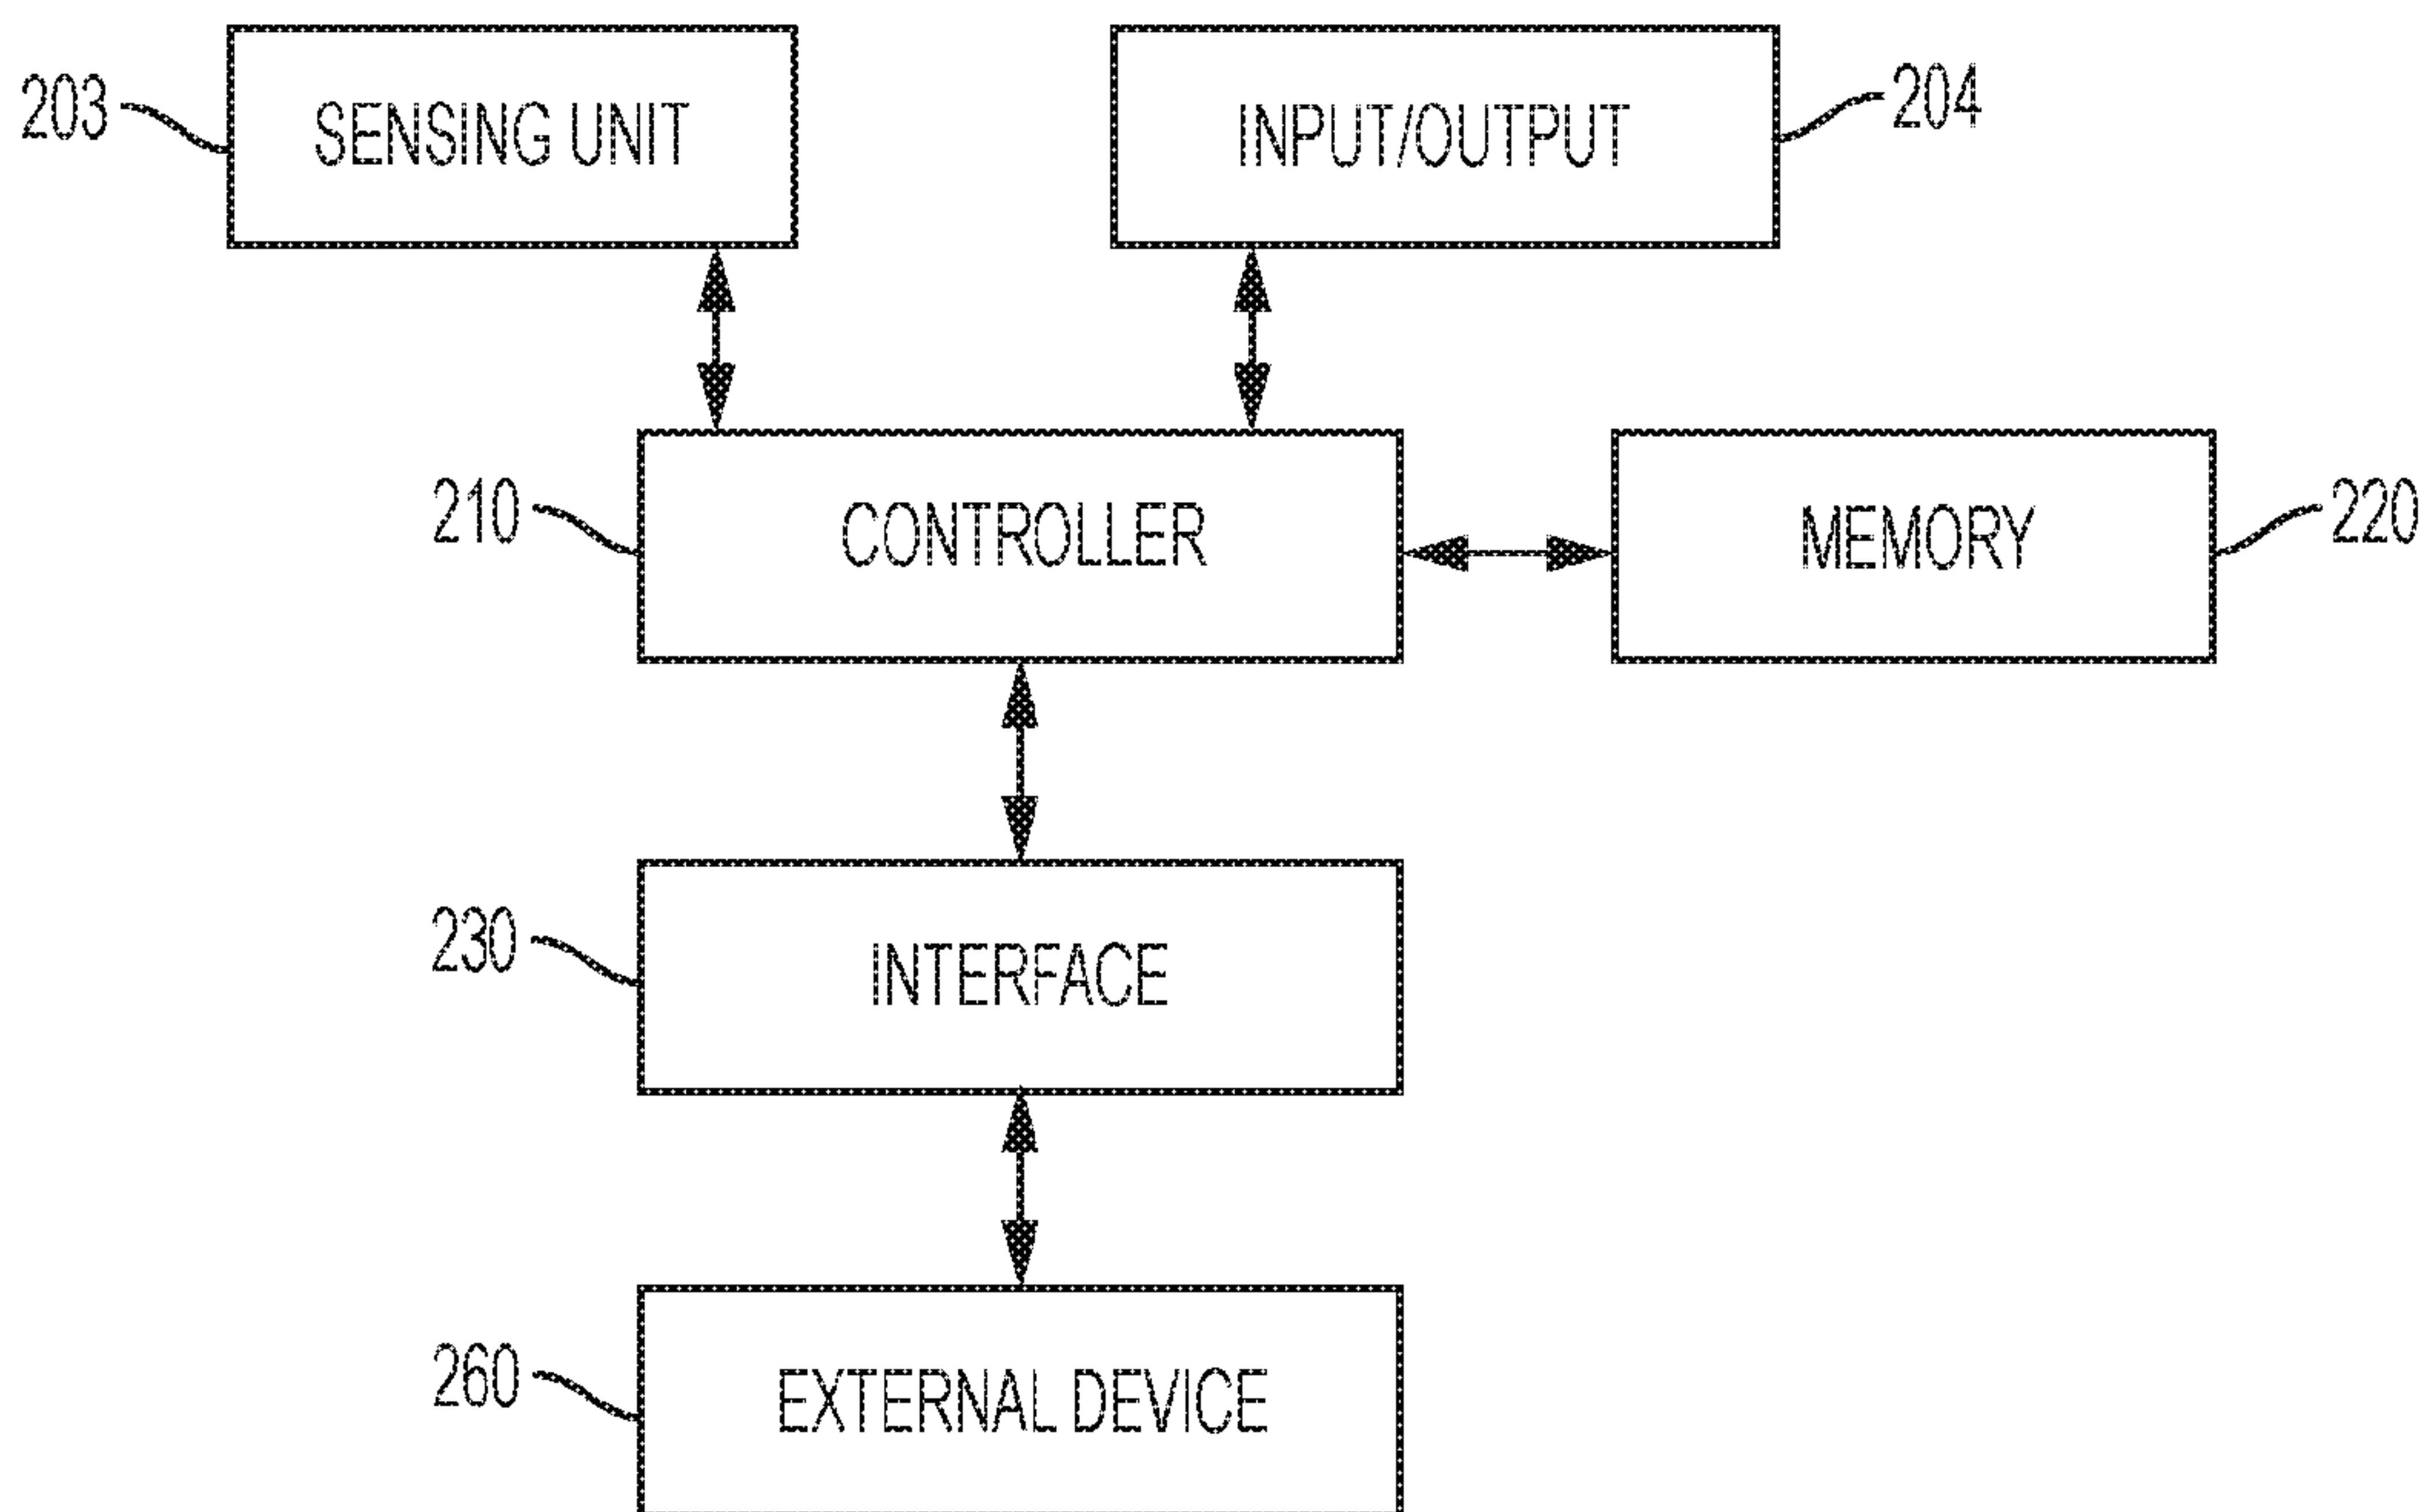 203
SENSING UNIT
INPUT/OUTPUT
204
210
CONTROLLER
MEMORY
220
230
INTERFACE
260
EXTERNAL DEVICE